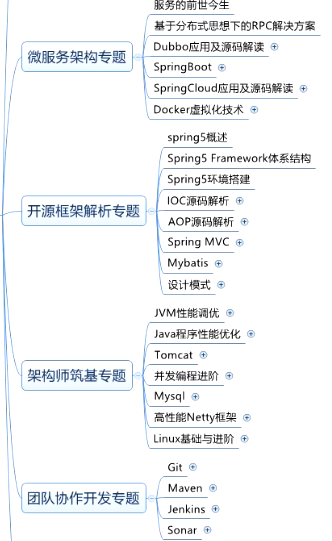 服务的前世今生
基于分布式思想下的RPC解决方案
Dubbo应用及源码解读
微服务架构专题
SpringBoot
SpringCloud应用及源码解读
Docker虚拟化技术
spring5概述
Spring5 Framework体系结构
Spring5环境搭建
IOC源码解析
开源框架解析专题
AOP源码解析
Spring MVC
Mybatis
设计模式
JVM性能调优
Java程序性能优化
Tomcat
架构师筑基专题
并发编程进阶
Mysql
高性能Netty框架
Linux基础与进阶
Git
Maven
团队协作开发专题
Jenkins
Sonar